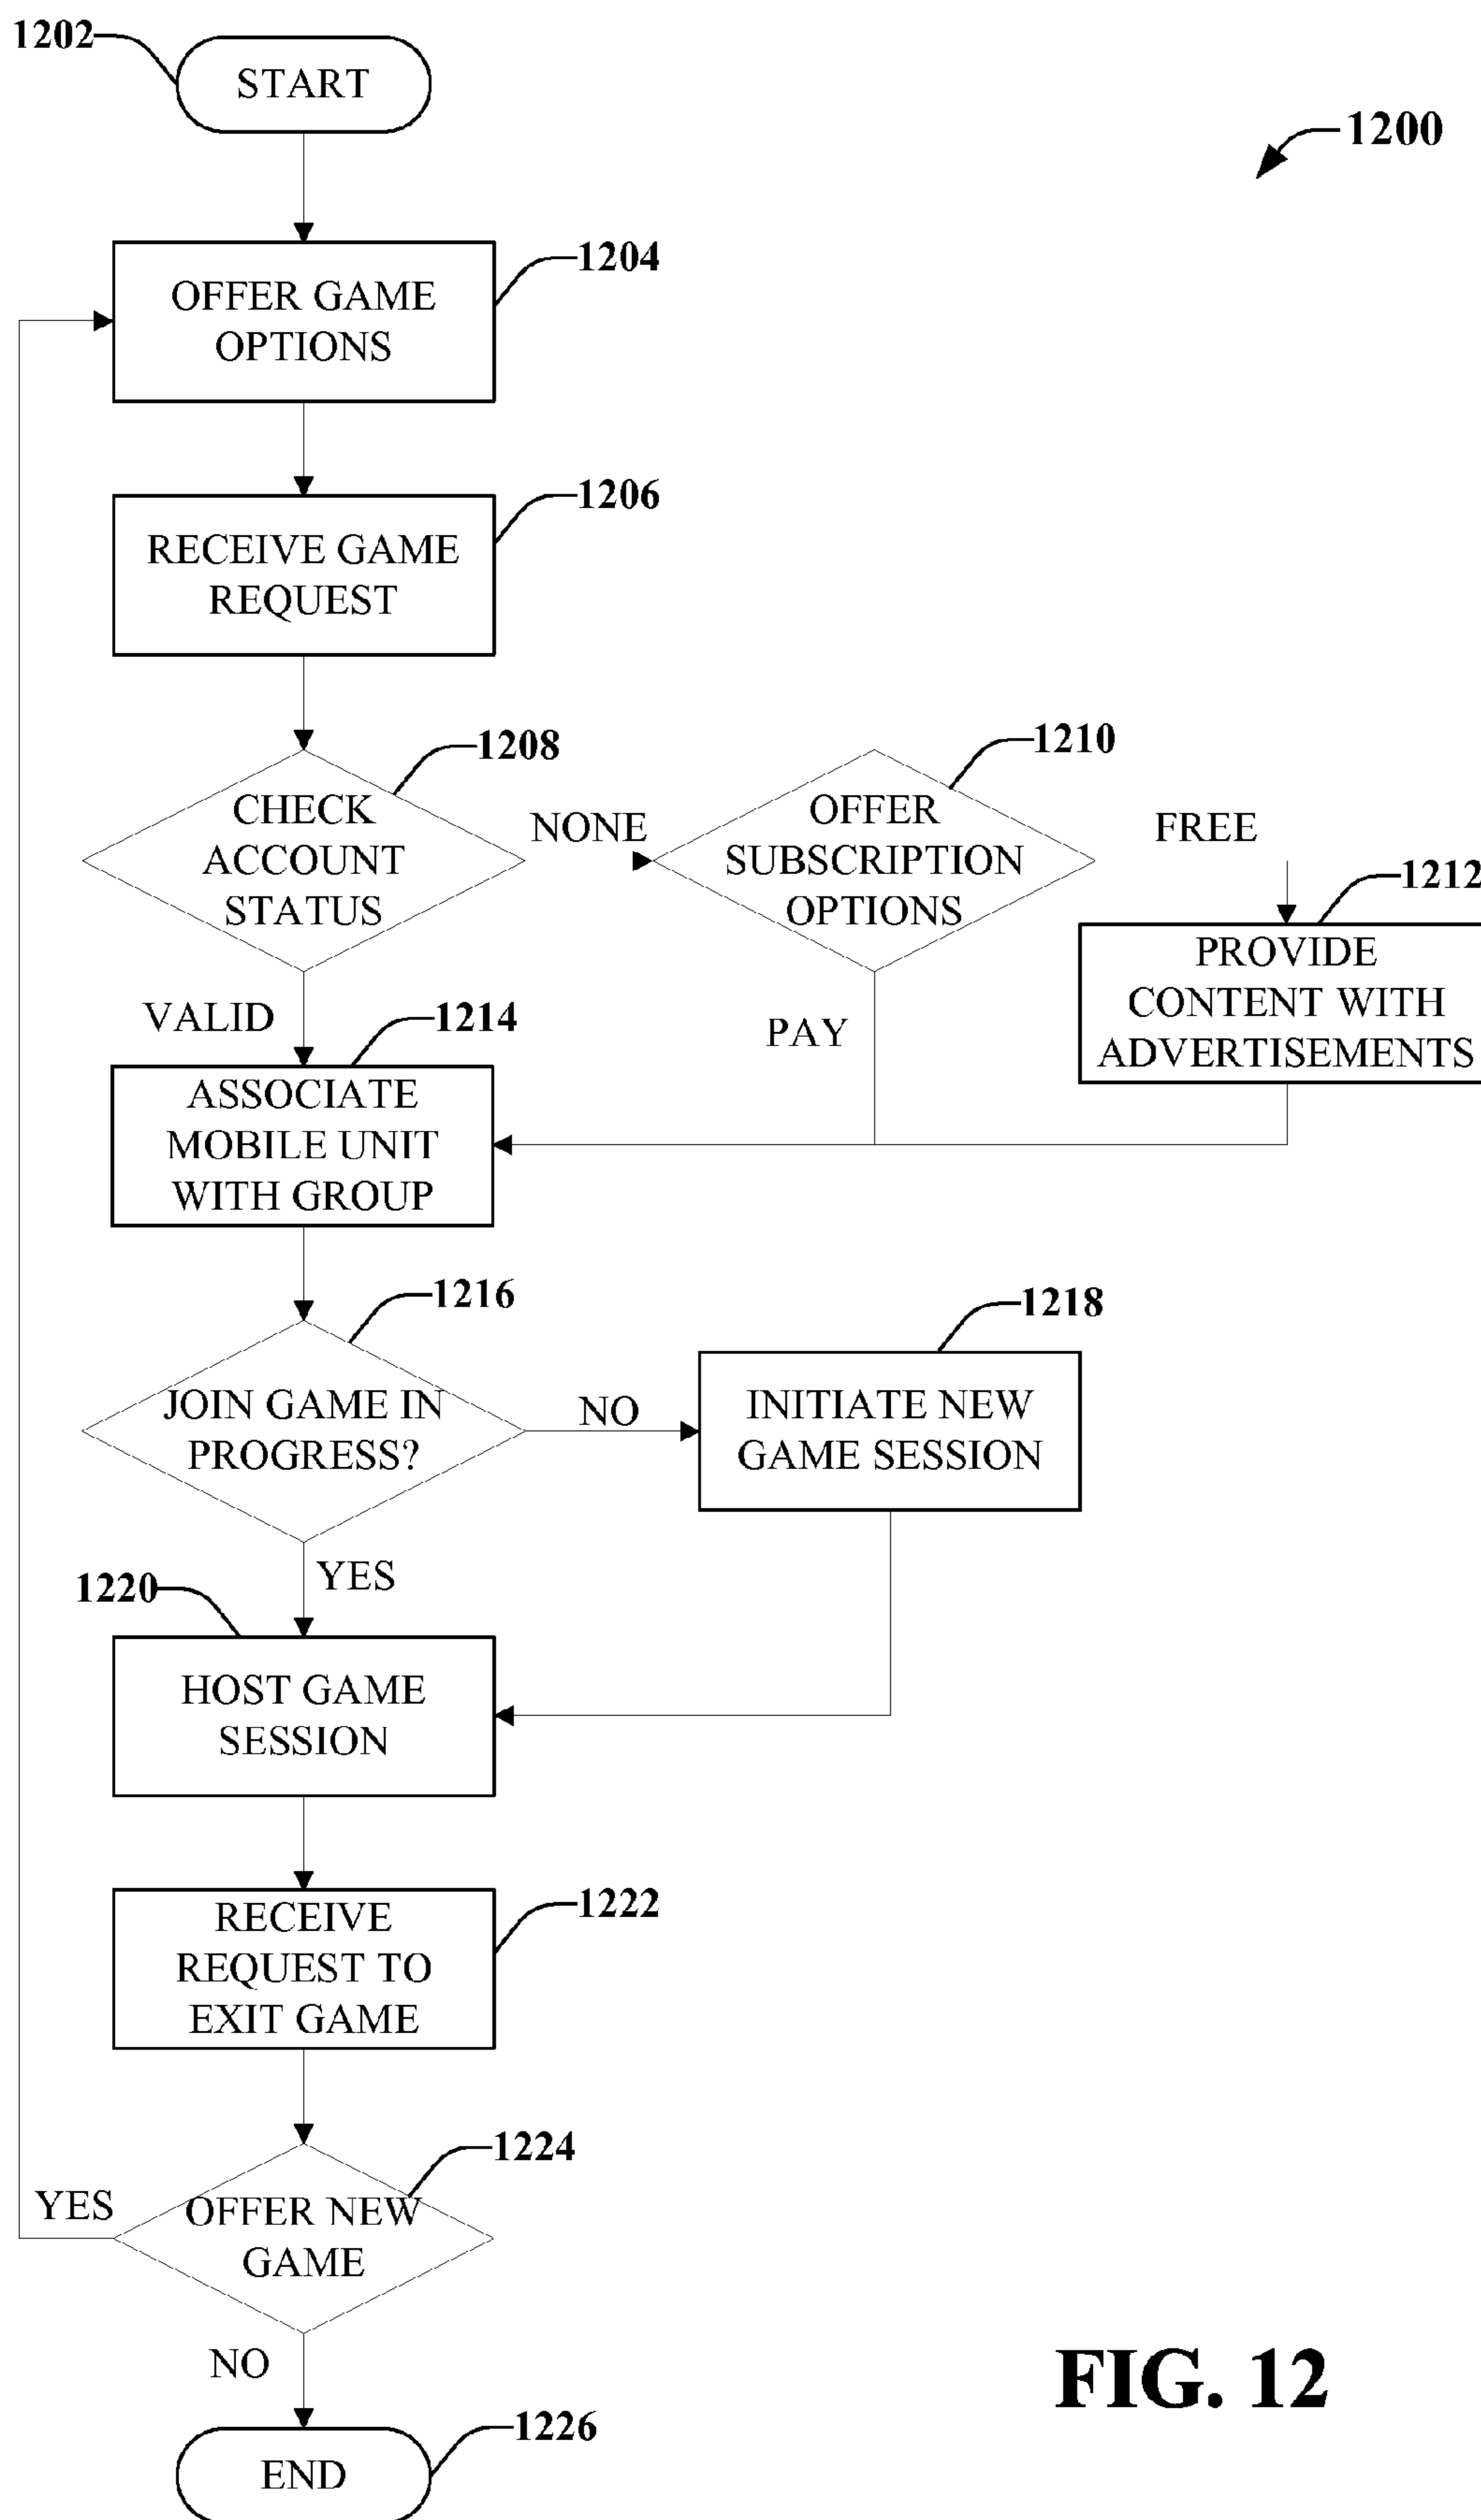 1202
START
1200
1204
OFFER GAME
OPTIONS
1206
RECEIVE GAME
REQUEST
1208
CHECK
ACCOUNT
STATUS
NONE
1210
OFFER
SUBSCRIPTION
OPTIONS
FREE
1212
PROVIDE
CONTENT WITH
ADVERTISEMENTS
VALID
PAY
1214
ASSOCIATE
MOBILE UNIT
WITH GROUP
1216
JOIN GAME IN
PROGRESS?
NO
1218
INITIATE NEW
GAME SESSION
YES
1220
HOST GAME
SESSION
1222
RECEIVE
REQUEST TO
EXIT GAME
1224
OFFER NEW
GAME
YES
NO
1226
END
FIG. 12